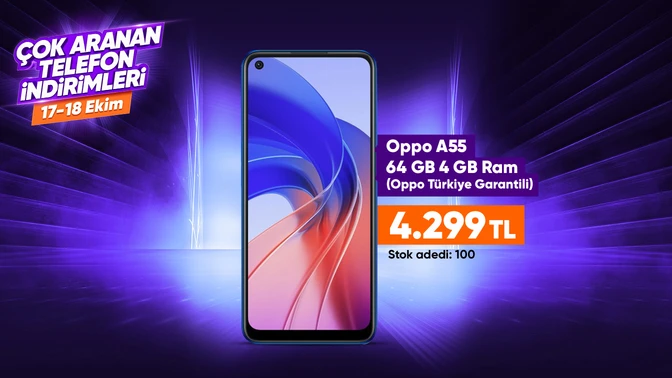 ÇOK ARANAN
TELEFON
İNDİRİMLERİ
17-18 Ekim
Oppo A55
64 GB 4 GB Ram
(Oppo Türkiye Garantili)
4.299 TL
Stok adedi: 100